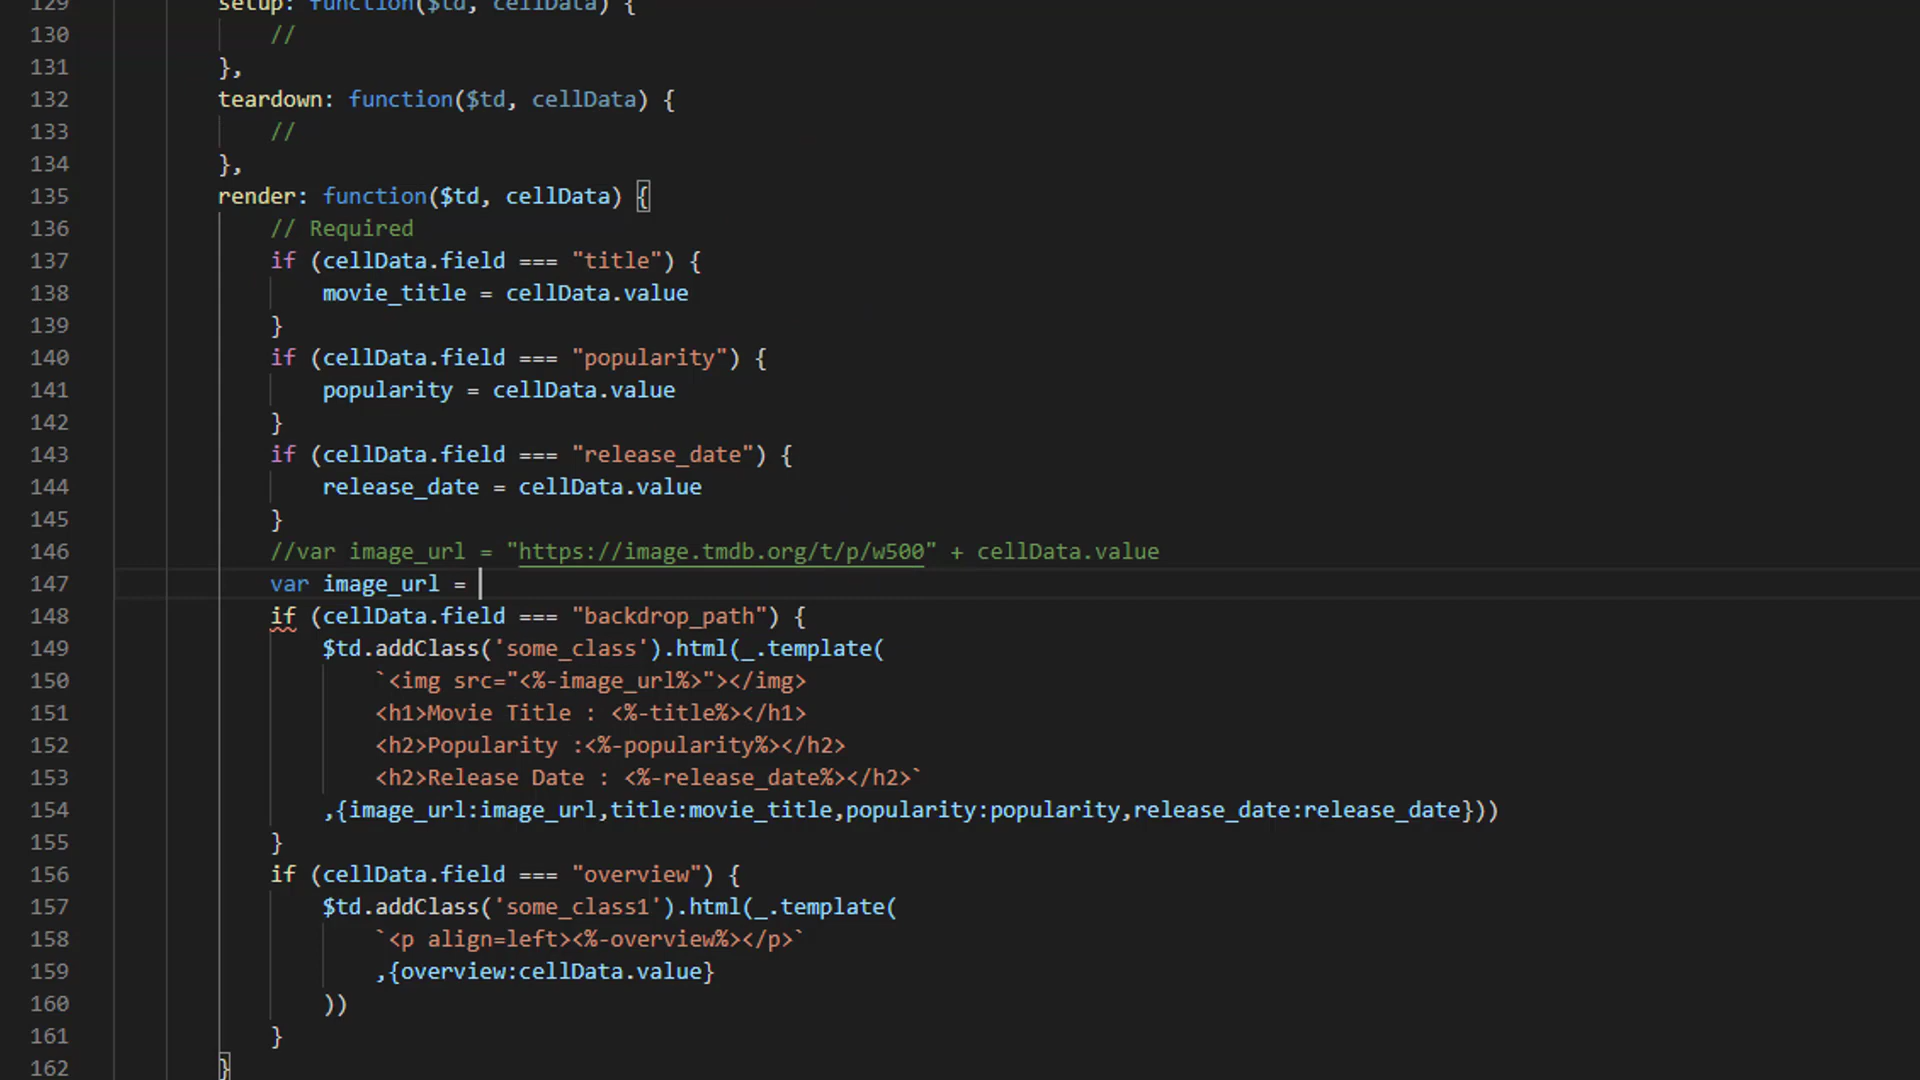 129 setup: function($td, cellData) {
130 //
131 },
132 teardown: function($td, cellData) {
133 //
134 },
135 render: function($td, cellData) {
136 // Required
137 if (cellData.field === "title") {
138 movie_title = cellData.value
139 }
140 if (cellData.field === "popularity") {
141 popularity = cellData.value
142 }
143 if (cellData.field === "release_date") {
144 release_date = cellData.value
145 }
146 //var image_url = "https://image.tmdb.org/t/p/w500" + cellData.value
147 var image_url =
148 if (cellData.field === "backdrop_path") {
149 $td.addClass('some_class').html(_.template(
150 `<img src="<%-image_url%>"></img>
151 <h1>Movie Title : <%-title%></h1>
152 <h2>Popularity :<%-popularity%></h2>
153 <h2>Release Date : <%-release_date%></h2>`
154 ,{image_url:image_url,title:movie_title,popularity:popularity,release_date:release_date}))
155 }
156 if (cellData.field === "overview") {
157 $td.addClass('some_class1').html(_.template(
158 `<p align=left><%-overview%></p>`
159 ,{overview:cellData.value}
160 ))
161 }
162 }